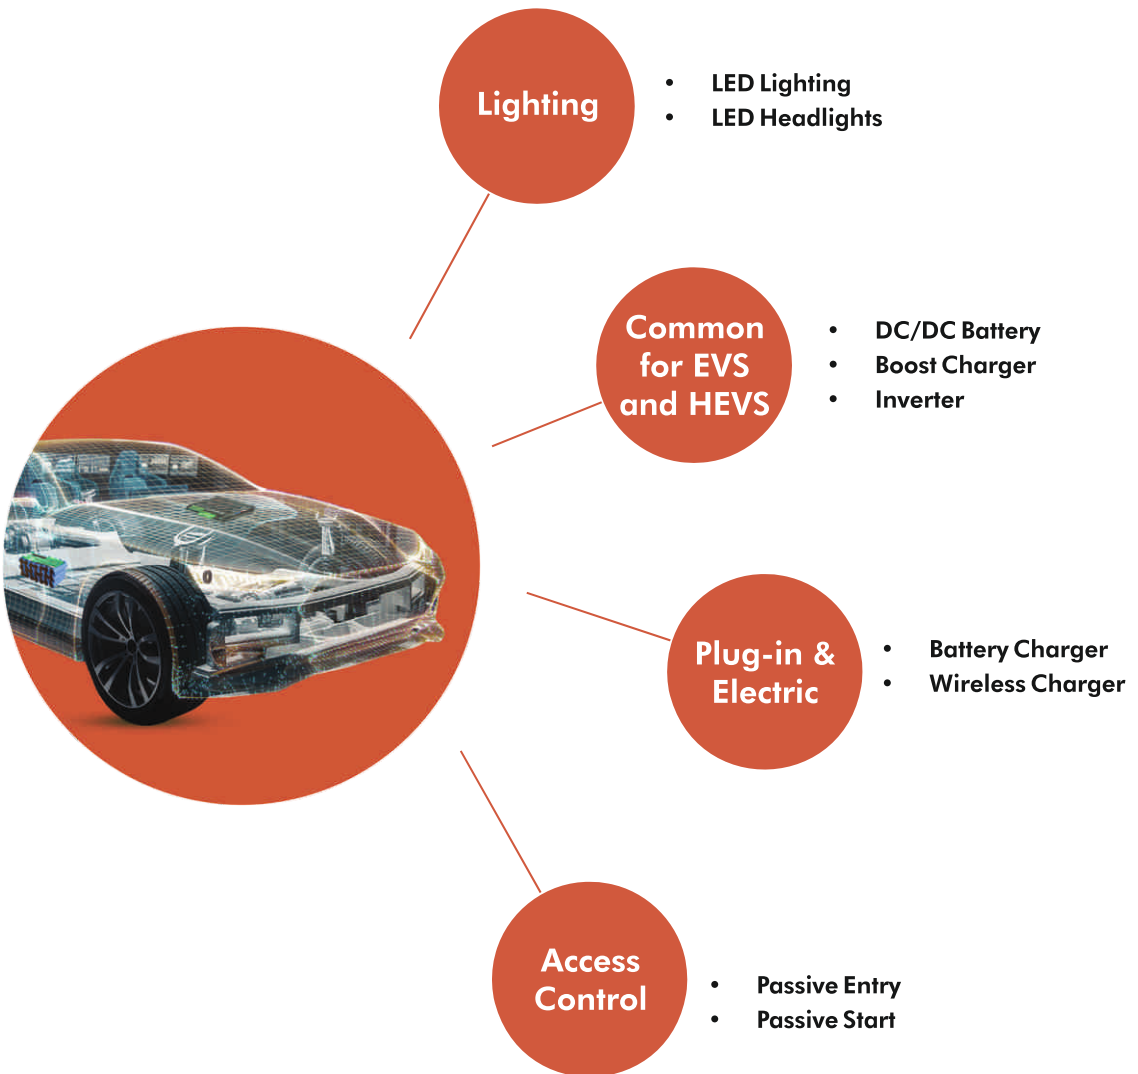 Lighting
• LED Lighting
• LED Headlights
Common
for EVS
and HEVS
• DC/DC Battery
• Boost Charger
• Inverter
Plug-in &
Electric
• Battery Charger
• Wireless Charger
Access
Control
• Passive Entry
• Passive Start